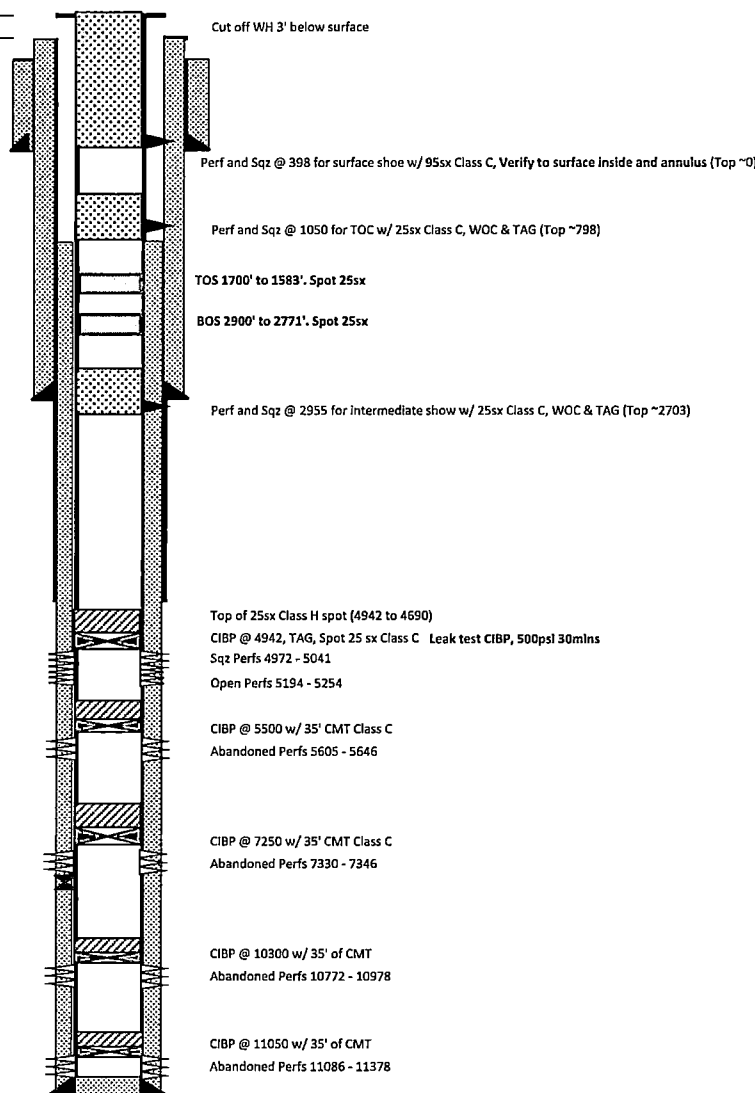 Cut off WH 3' below surface
Perf and Sqz @ 398 for surface shoe w/ 95sx Class C, Verify to surface inside and annulus (Top ~0)
Perf and Sqz @ 1050 for TOC w/ 25sx Class C, WOC & TAG (Top ~798)
TOS 1700' to 1583'. Spot 25sx
BOS 2900' to 2771'. Spot 25sx
Perf and Sqz @ 2955 for intermediate show w/ 25sx Class C, WOC & TAG (Top ~2703)
Top of 25sx Class H spot (4942 to 4690)
CIBP @ 4942, TAG, Spot 25 sx Class C Leak test CIBP, 500psi 30mins
Sqz Perfs 4972 - 5041
Open Perfs 5194 - 5254
CIBP @ 5500 w/ 35' CMT Class C
Abandoned Perfs 5605 - 5646
CIBP @ 7250 w/ 35' CMT Class C
Abandoned Perfs 7330 - 7346
CIBP @ 10300 w/ 35' of CMT
Abandoned Perfs 10772 - 10978
CIBP @ 11050 w/ 35' of CMT
Abandoned Perfs 11086 - 11378